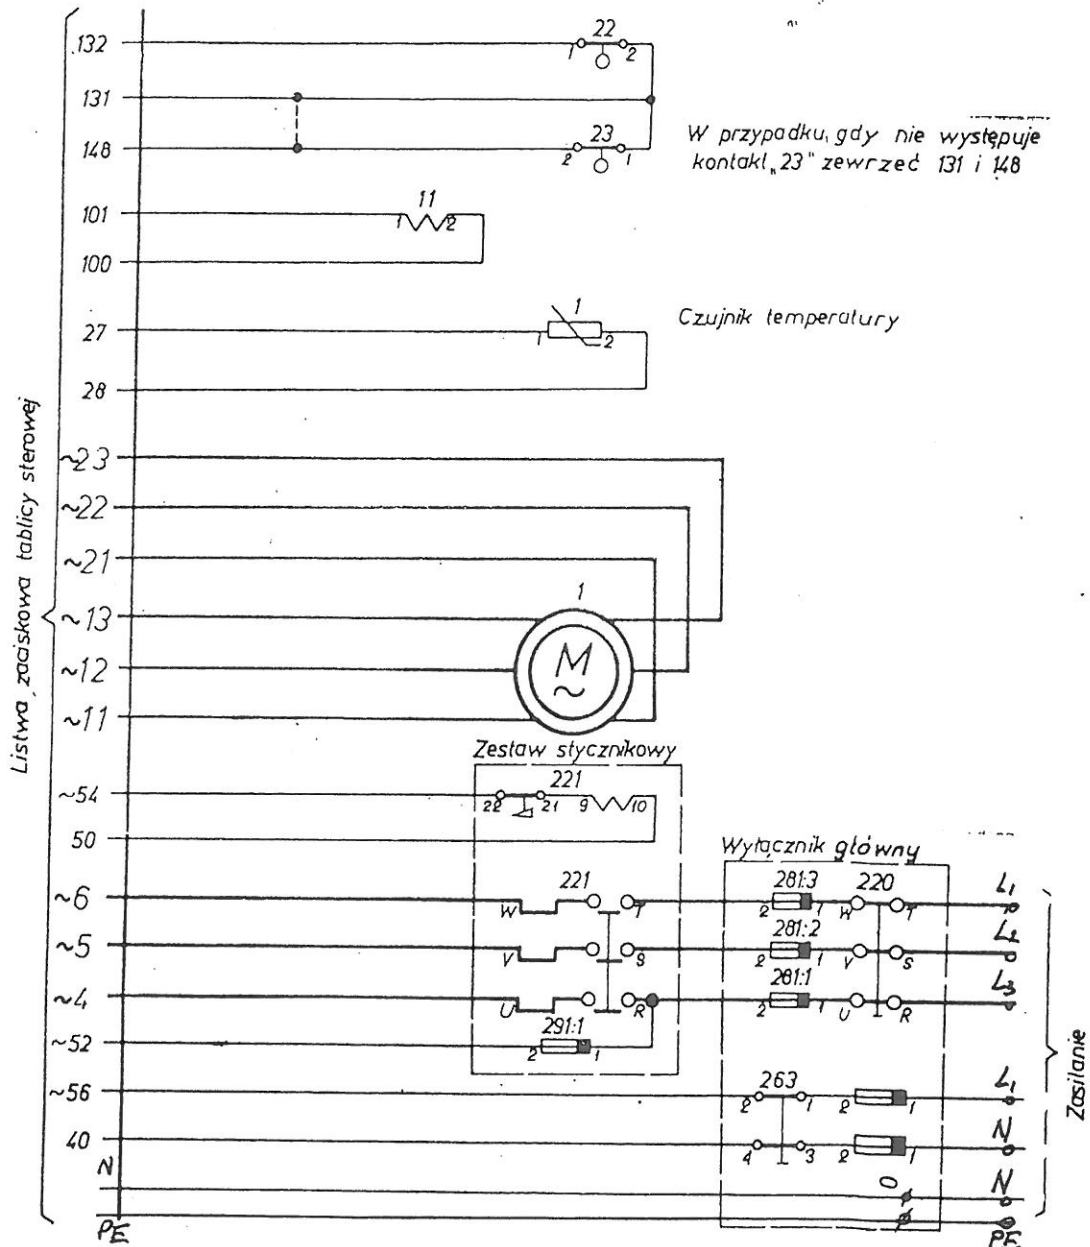 132 1 22 2
131
148 2 23 1
W przypadku, gdy nie występuje
kontakt „23" zewrzeć 131 i 148
101 1 11 2
100
27 1 1 2
Czujnik temperatury
28
~23
~22
~21
~13 1
~12 M ~
~11
Listwa zaciskowa tablicy sterowej
Zestaw stycznikowy
~54 22 21 221 9 10
50
Wyłącznik główny
~6 W 221 T 2 281:3 1 W 220 T L1
~5 V S 2 281:2 1 V S L2
~4 U R 2 281:1 1 U R L3
~52 2 291:1 1
~56 2 263 1 2 1 L1
40 4 3 2 1 N
N 0 N
PE PE
Zasilanie